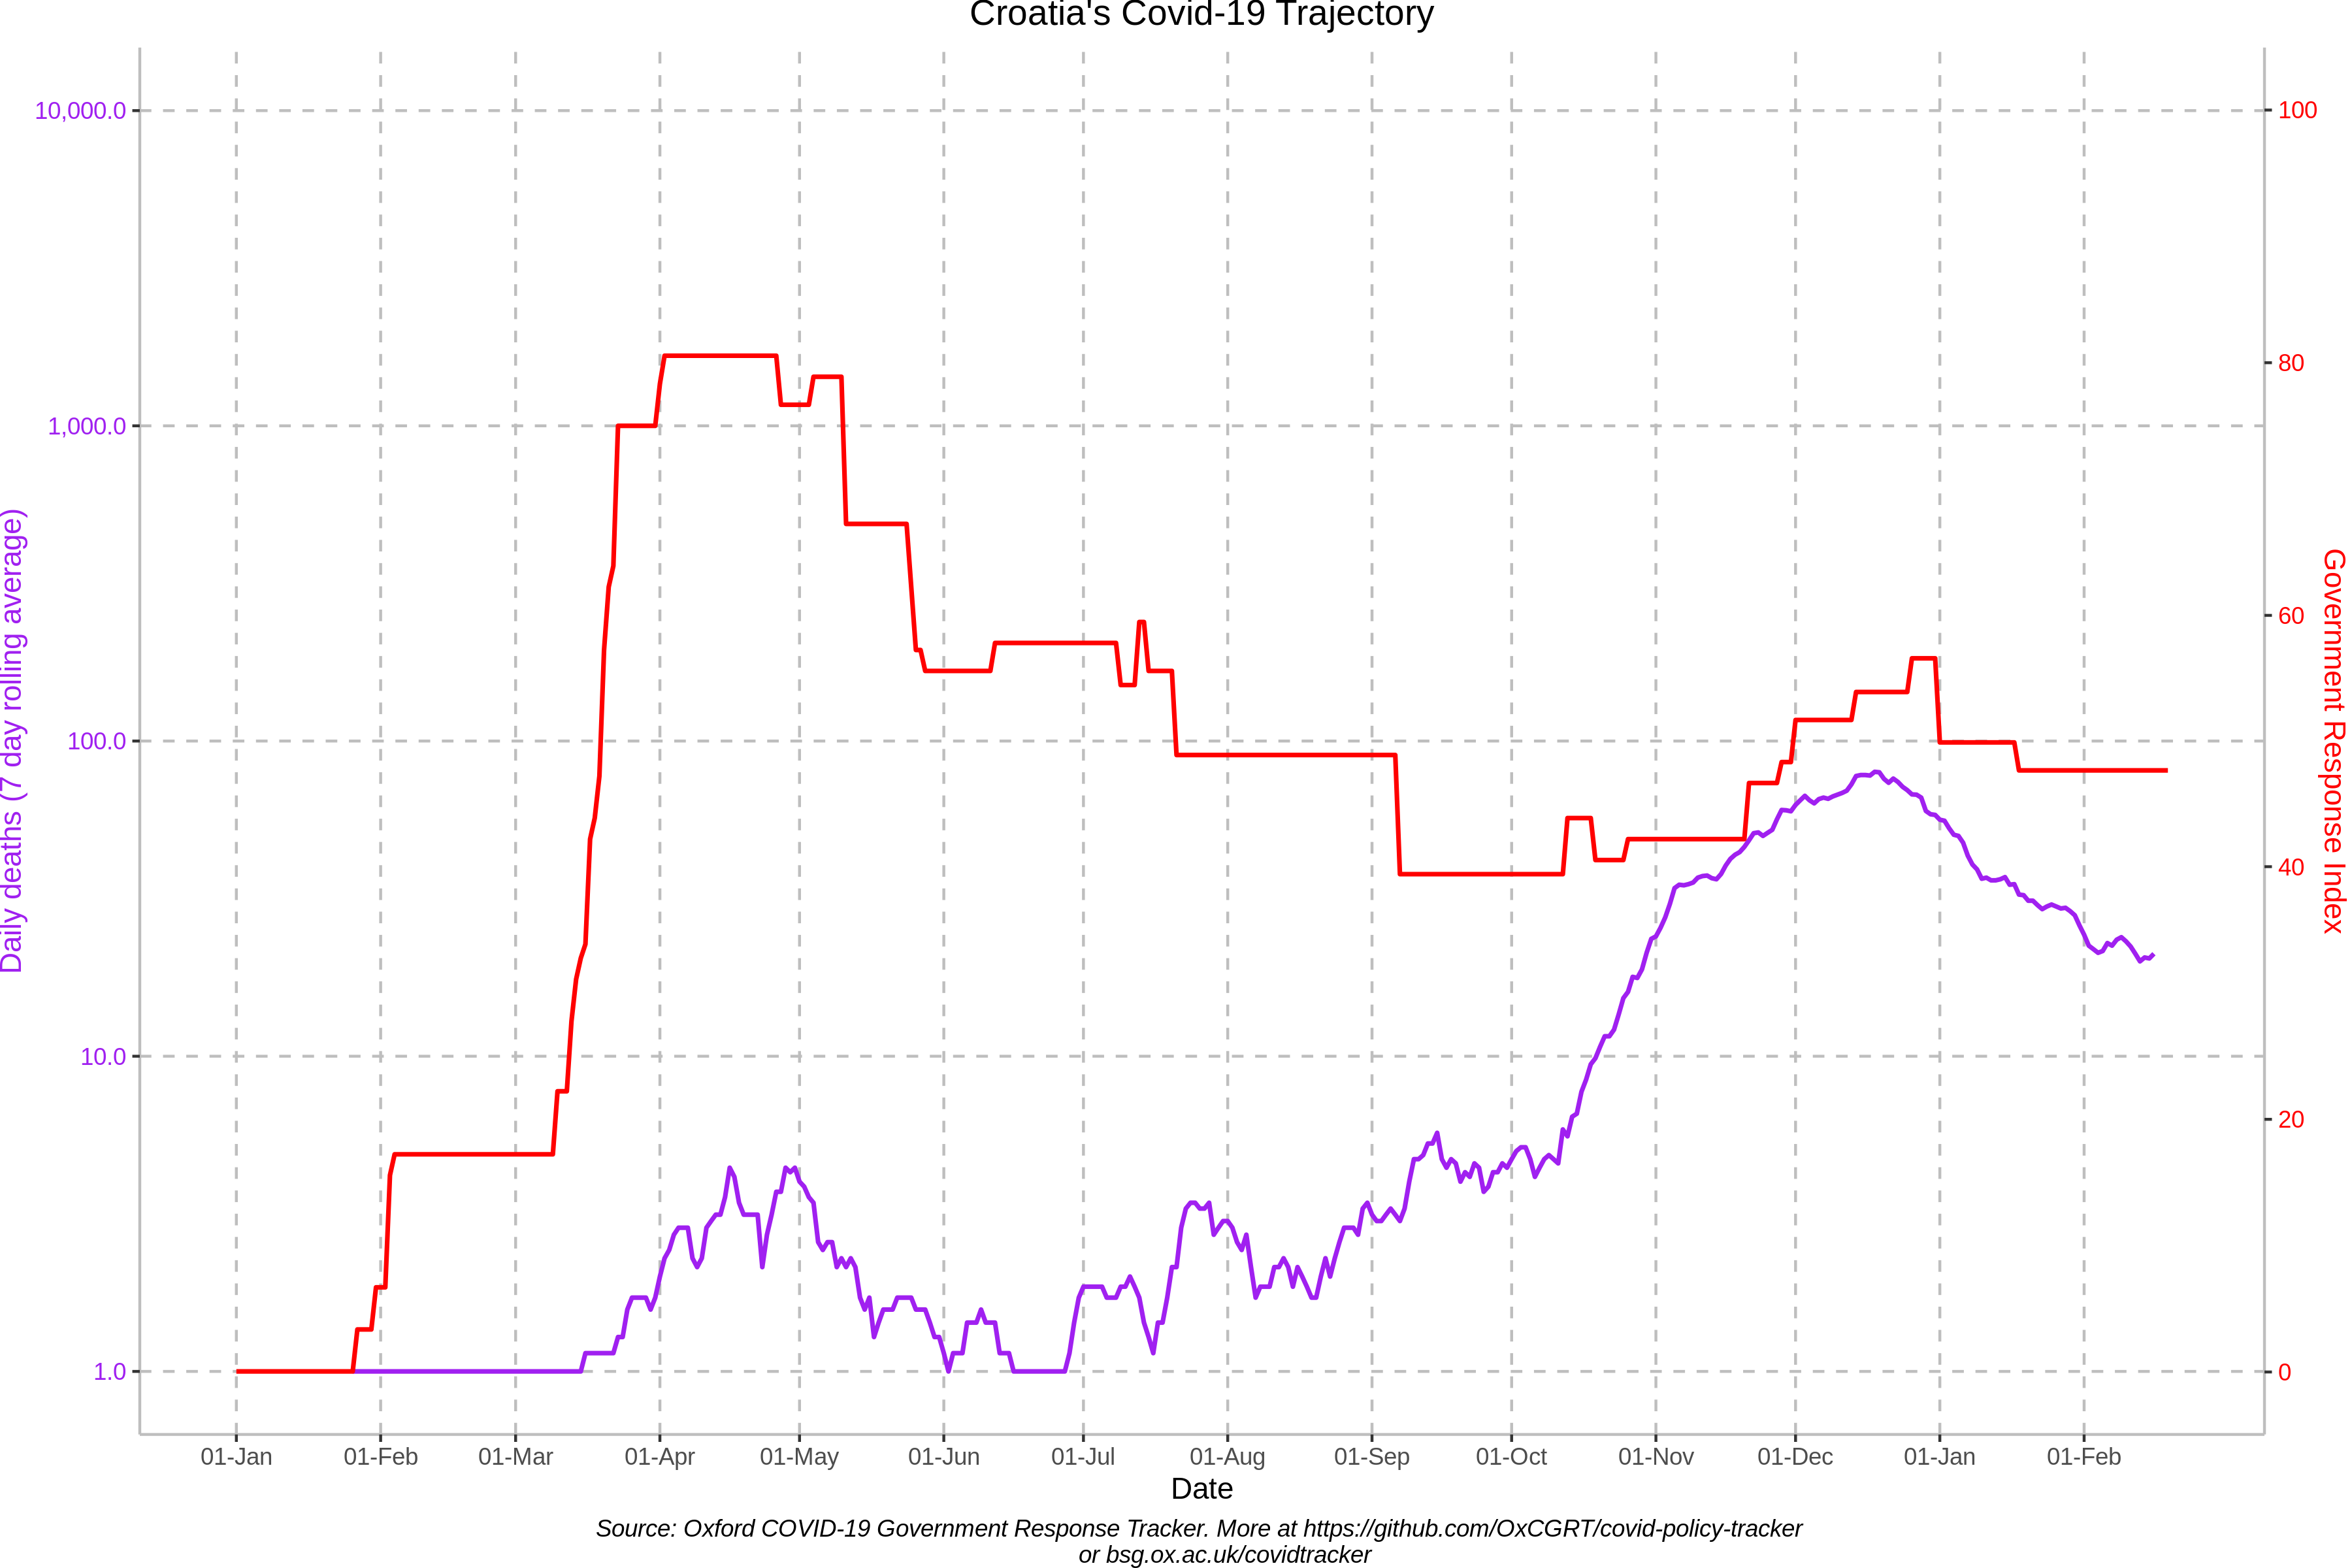 Croatia's Covid-19 Trajectory
10,000.0
1,000.0
100.0
10.0
1.0
Daily deaths (7 day rolling average)
100
80
60
40
20
0
Government Response Index
01-Jan 01-Feb 01-Mar 01-Apr 01-May 01-Jun 01-Jul 01-Aug 01-Sep 01-Oct 01-Nov 01-Dec 01-Jan 01-Feb
Date
Source: Oxford COVID-19 Government Response Tracker. More at https://github.com/OxCGRT/covid-policy-tracker
or bsg.ox.ac.uk/covidtracker